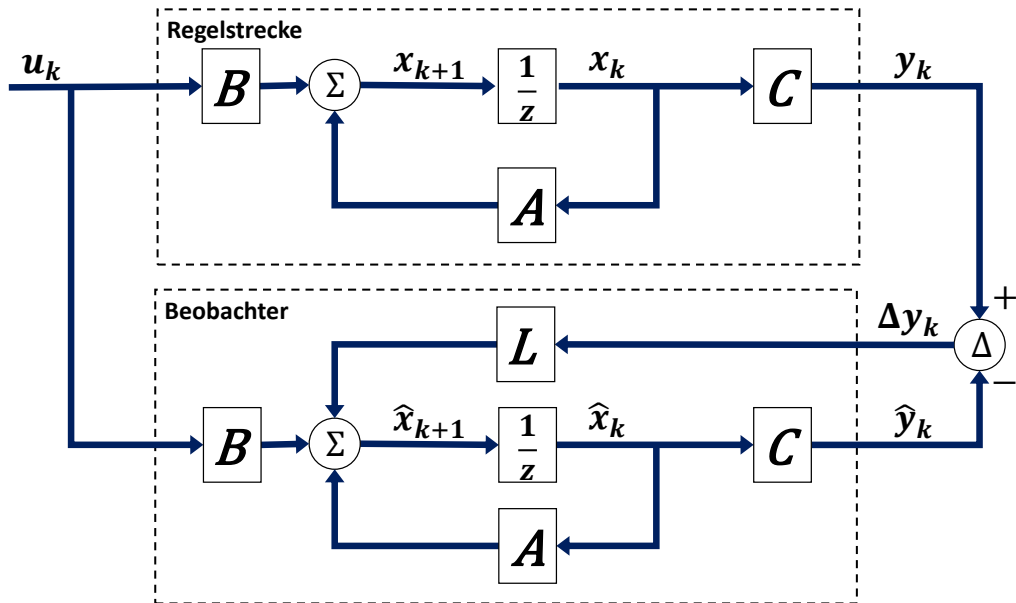 Regelstrecke
u_k
B
Σ
x_{k+1}
1/z
x_k
C
y_k
A
+
Beobachter
L
Δy_k
Δ
−
B
Σ
x̂_{k+1}
1/z
x̂_k
C
ŷ_k
A